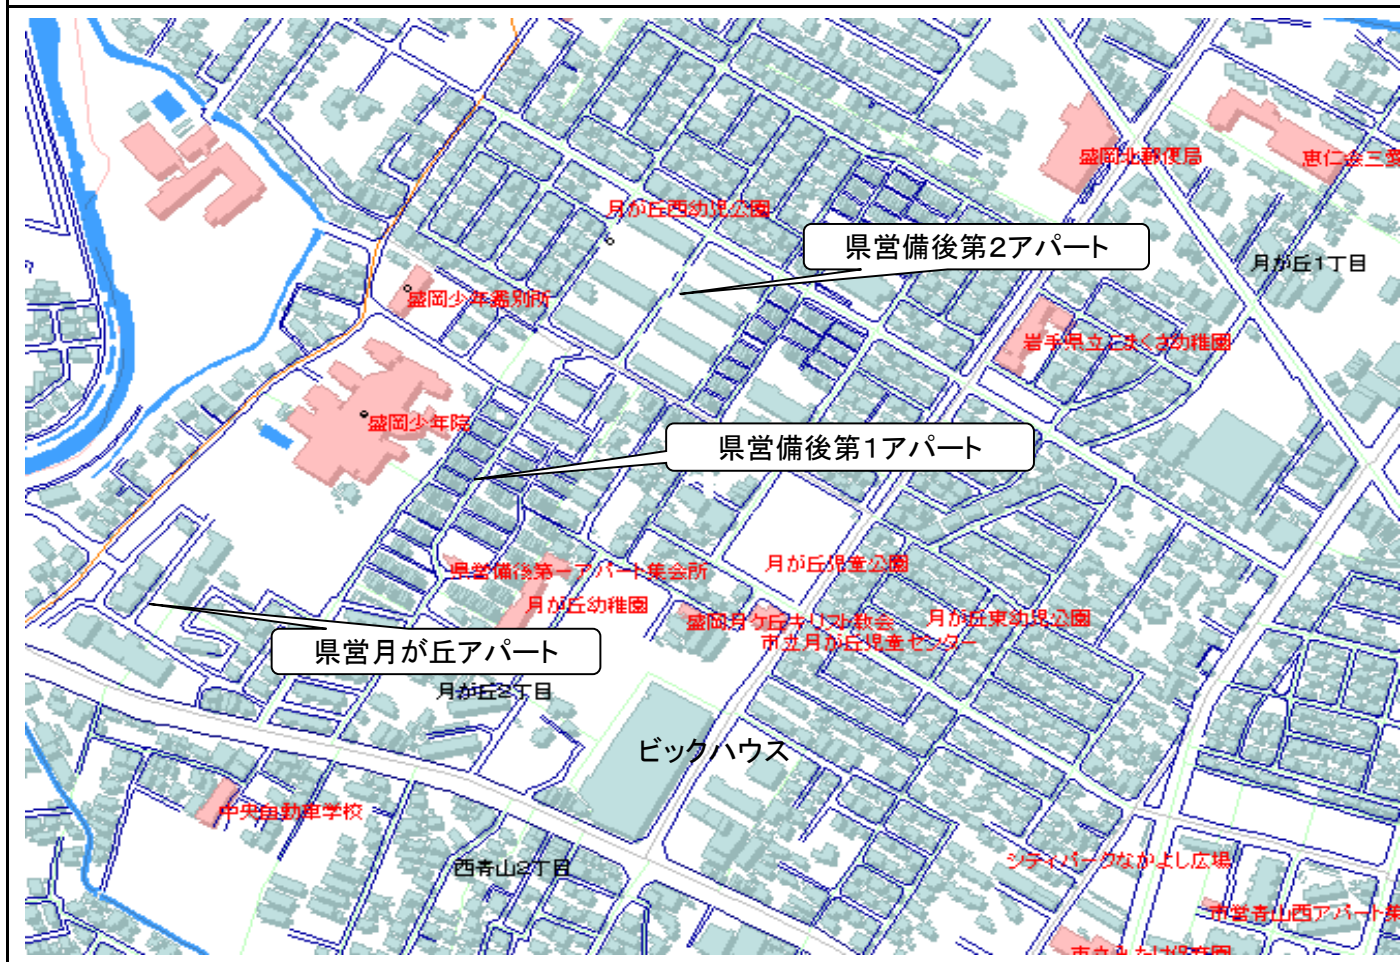 盛岡北郵便局
月が丘西幼児公園
県営備後第2アパート
月が丘1丁目
盛岡少年鑑別所
岩手県立こまくさ幼稚園
盛岡少年院
県営備後第1アパート
県営備後第一アパート集会所
月が丘児童公園
月が丘幼稚園
盛岡月ケ丘キリスト教会
月が丘東幼児公園
市立月が丘児童センター
県営月が丘アパート
月が丘2丁目
ビックハウス
中央自動車学校
西青山2丁目
シティパークなかよし広場
市営青山西アパート集
市立みたけ保育園